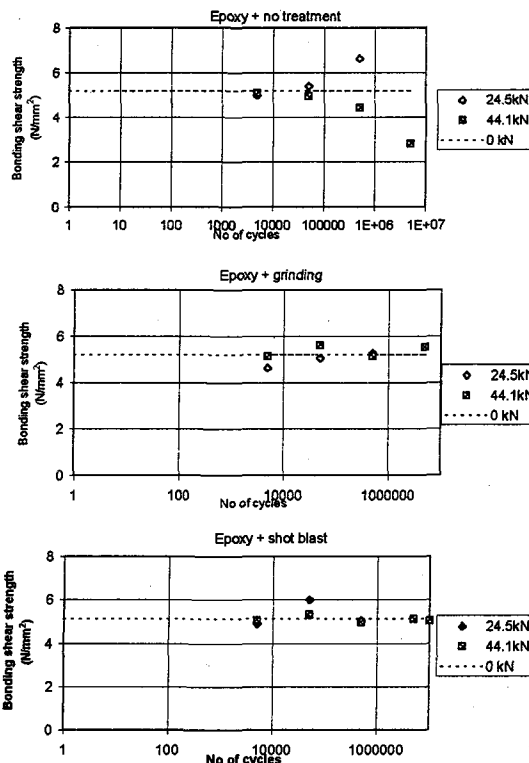 Epoxy + no treatment
Bonding shear strength
(N/mm²)
8
6
4
2
0
1 10 100 1000 10000 100000 1E+06 1E+07
No of cycles
24.5kN
44.1kN
0 kN
Epoxy + grinding
Bonding shear strength
(N/mm²)
8
6
4
2
0
1 100 10000 1000000
No of cycles
24.5kN
44.1kN
0 kN
Epoxy + shot blast
Bonding shear strength
(N/mm²)
8
6
4
2
0
1 100 10000 1000000
No of cycles
24.5kN
44.1kN
0 kN